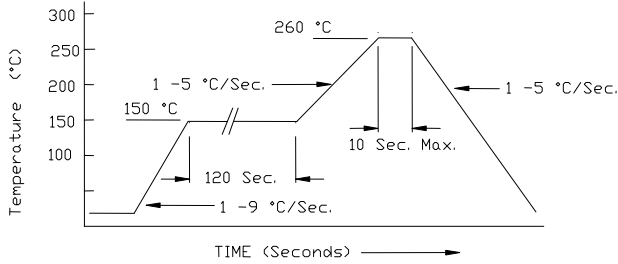 300
260 °C
250
200
1 -5 °C/Sec.
1 -5 °C/Sec.
150 °C
150
10 Sec. Max.
100
120 Sec.
1 -9 °C/Sec.
Temperature (°C)
TIME (Seconds)